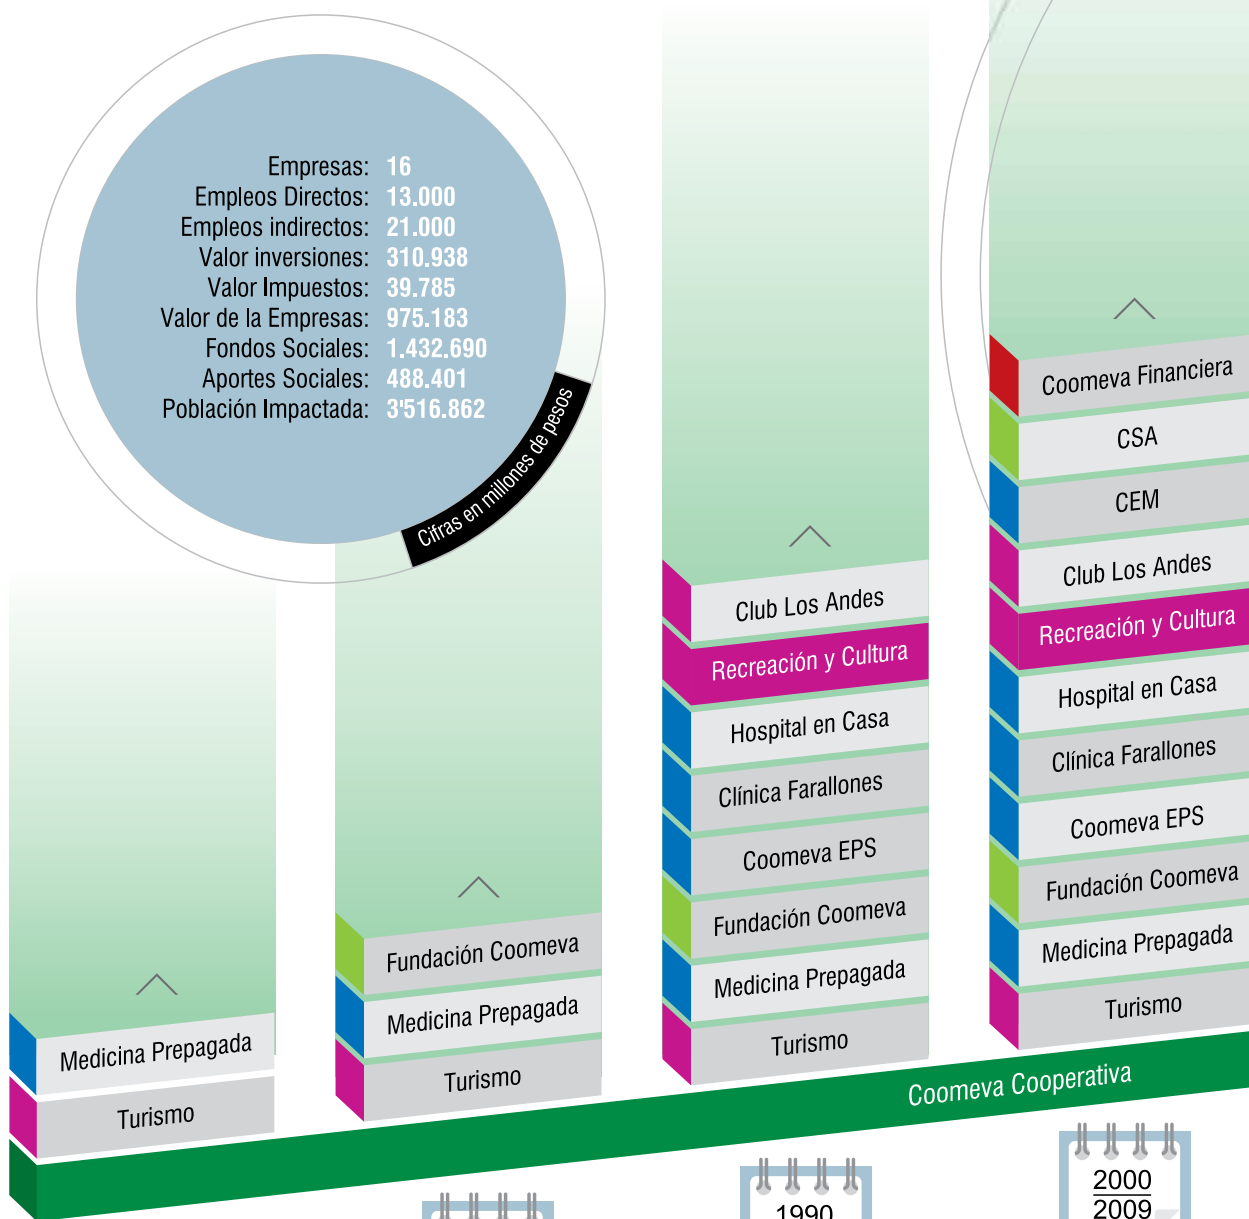 Empresas: 16
Empleos Directos: 13.000
Empleos indirectos: 21.000
Valor inversiones: 310.938
Valor Impuestos: 39.785
Valor de la Empresas: 975.183
Fondos Sociales: 1.432.690
Aportes Sociales: 488.401
Población Impactada: 3'516.862
Cifras en millones de pesos
Medicina Prepagada
Turismo
Fundación Coomeva
Medicina Prepagada
Turismo
Club Los Andes
Recreación y Cultura
Hospital en Casa
Clínica Farallones
Coomeva EPS
Fundación Coomeva
Medicina Prepagada
Turismo
Coomeva Financiera
CSA
CEM
Club Los Andes
Recreación y Cultura
Hospital en Casa
Clínica Farallones
Coomeva EPS
Fundación Coomeva
Medicina Prepagada
Turismo
Coomeva Cooperativa
1990
2000
2009